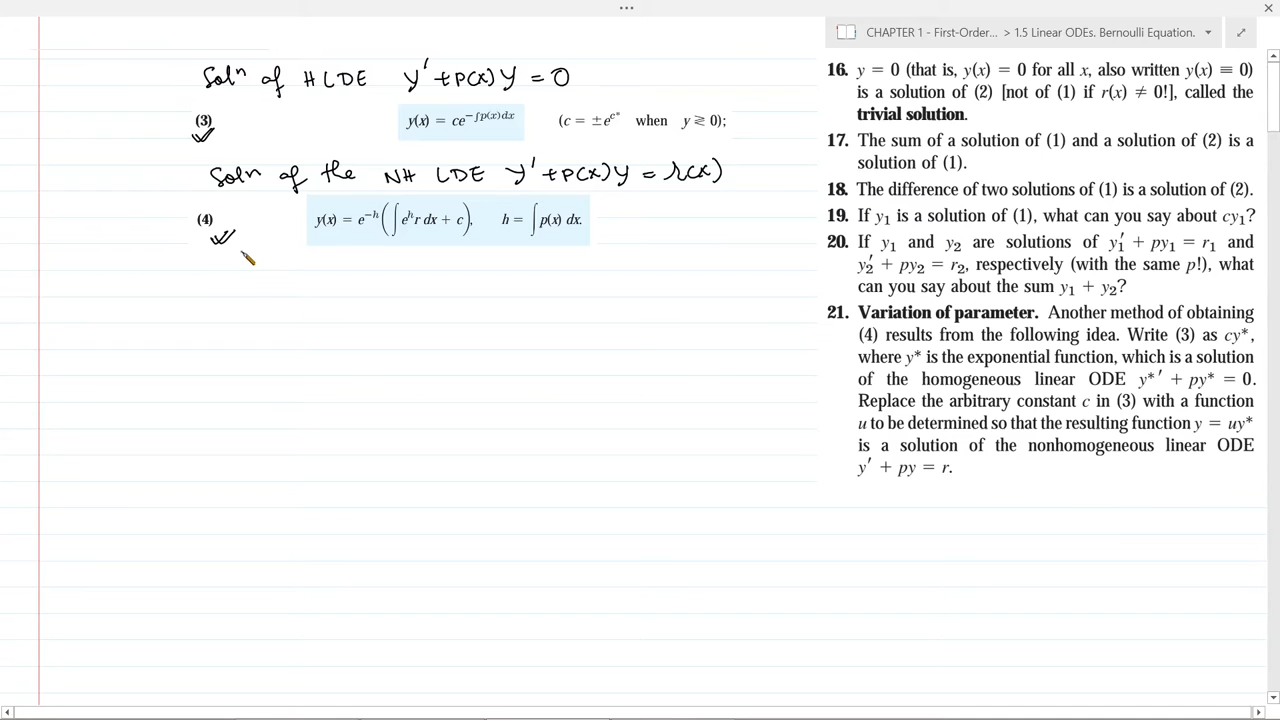 CHAPTER 1 - First-Order... > 1.5 Linear ODEs. Bernoulli Equation.
Soln of HLDE y' + P(x) y = 0
(3) y(x) = ce^{-∫p(x)dx} (c = ±e^{c*} when y ≷ 0);
Soln of the NH LDE y' + P(x) y = r(x)
(4) y(x) = e^{-h}(∫e^h r dx + c), h = ∫p(x) dx.
16. y = 0 (that is, y(x) = 0 for all x, also written y(x) ≡ 0)
is a solution of (2) [not of (1) if r(x) ≠ 0!], called the
trivial solution.
17. The sum of a solution of (1) and a solution of (2) is a
solution of (1).
18. The difference of two solutions of (1) is a solution of (2).
19. If y₁ is a solution of (1), what can you say about cy₁?
20. If y₁ and y₂ are solutions of y₁' + py₁ = r₁ and
y₂' + py₂ = r₂, respectively (with the same p!), what
can you say about the sum y₁ + y₂?
21. Variation of parameter. Another method of obtaining
(4) results from the following idea. Write (3) as cy*,
where y* is the exponential function, which is a solution
of the homogeneous linear ODE y*' + py* = 0.
Replace the arbitrary constant c in (3) with a function
u to be determined so that the resulting function y = uy*
is a solution of the nonhomogeneous linear ODE
y' + py = r.